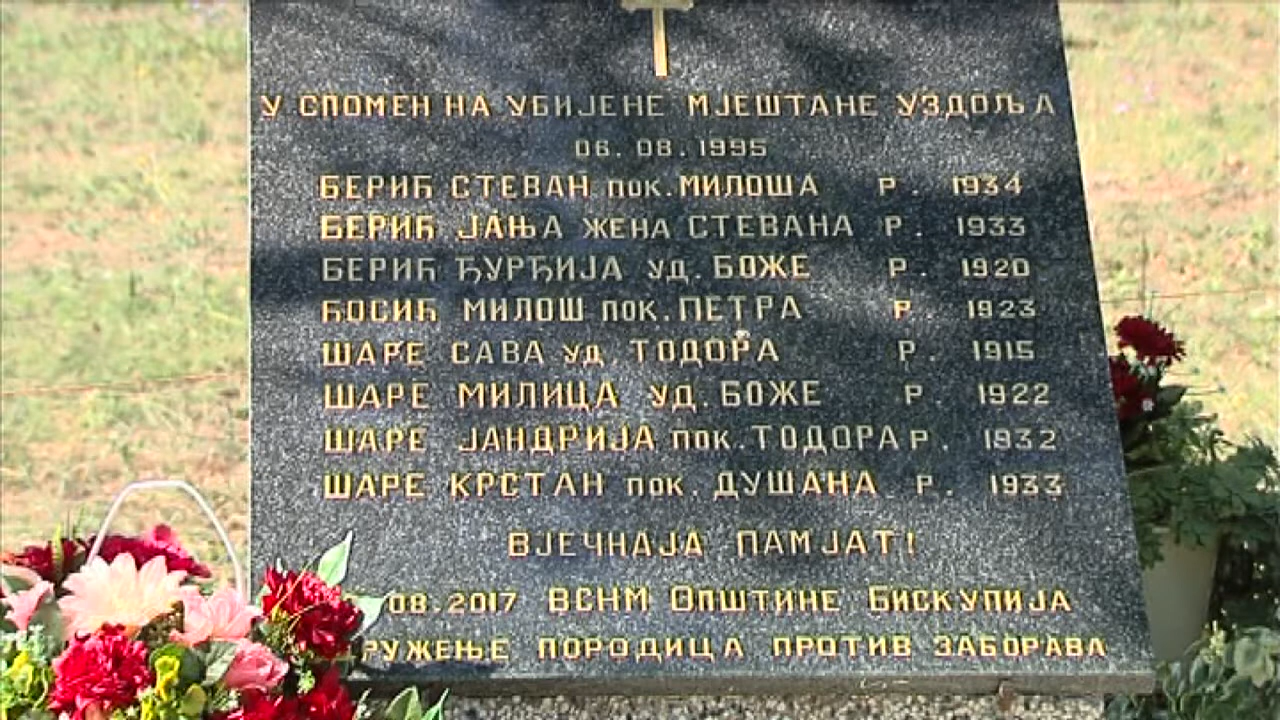 У СПОМЕН НА УБИЈЕНЕ МЈЕШТАНЕ УЗДОЉА
06.08.1995
БЕРИЋ СТЕВАН пок. МИЛОША Р. 1934
БЕРИЋ ЈАЊА ЖЕНА СТЕВАНА Р. 1933
БЕРИЋ ЂУРЂИЈА УД. БОЖЕ Р. 1920
БОСИЋ МИЛОШ ПОК. ПЕТРА Р. 1923
ШАРЕ САВА УД. ТОДОРА Р. 1915
ШАРЕ МИЛИЦА УД. БОЖЕ Р. 1922
ШАРЕ ЈАНДРИЈА ПОК. ТОДОРА Р. 1932
ШАРЕ КРСТАН ПОК. ДУШАНА Р. 1933
ВЈЕЧНАЈА ПАМЈАТ!
08.2017 ВСНМ ОПШТИНЕ БИСКУПИЈА
ПОРОДИЦА ПРОТИВ ЗАБОРАВА